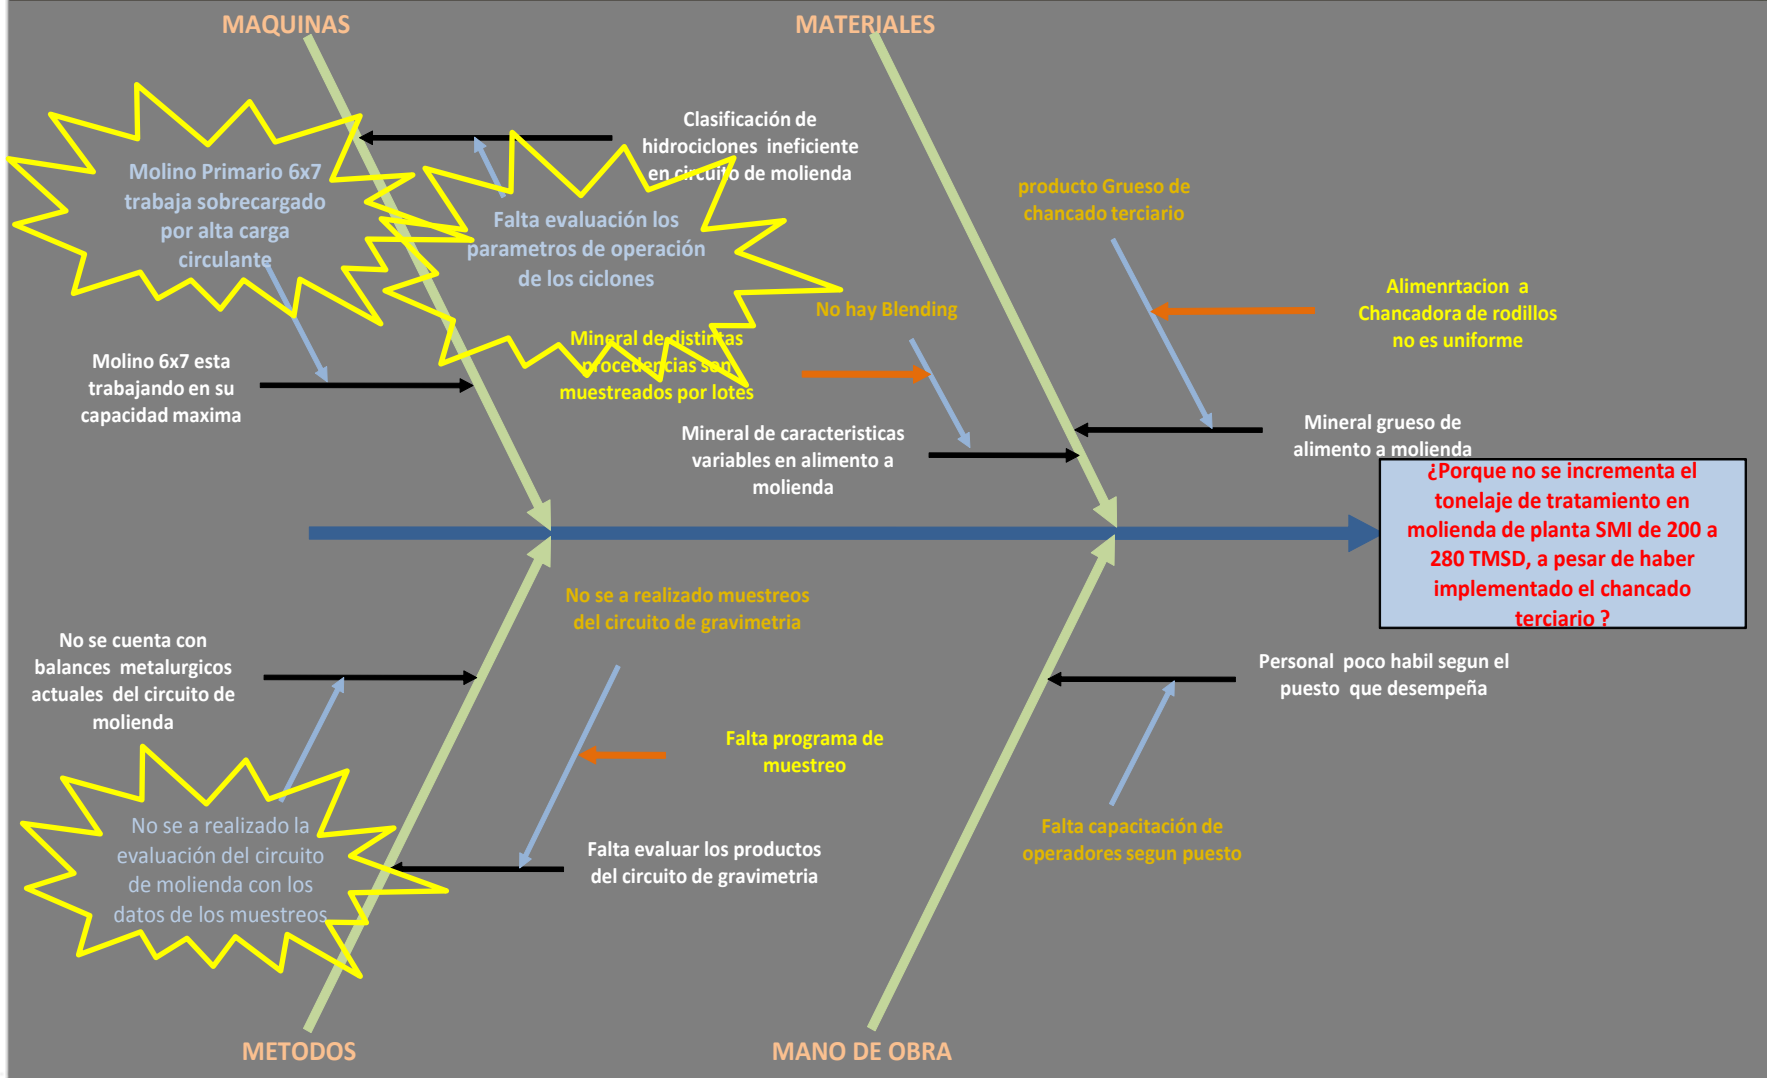 MAQUINAS
MATERIALES
Clasificación de
hidrociclones ineficiente
en circuito de molienda
Molino Primario 6x7
trabaja sobrecargado
por alta carga
circulante
Falta evaluación los
parametros de operación
de los ciclones
producto Grueso de
chancado terciario
Alimenrtacion a
Chancadora de rodillos
no es uniforme
No hay Blending
Mineral de distintas
procedencias son
muestreados por lotes
Molino 6x7 esta
trabajando en su
capacidad maxima
Mineral de caracteristicas
variables en alimento a
molienda
Mineral grueso de
alimento a molienda
¿Porque no se incrementa el
tonelaje de tratamiento en
molienda de planta SMI de 200 a
280 TMSD, a pesar de haber
implementado el chancado
terciario ?
No se a realizado muestreos
del circuito de gravimetria
No se cuenta con
balances metalurgicos
actuales del circuito de
molienda
Personal poco habil segun el
puesto que desempeña
Falta programa de
muestreo
No se a realizado la
evaluación del circuito
de molienda con los
datos de los muestreos
Falta evaluar los productos
del circuito de gravimetria
Falta capacitación de
operadores segun puesto
METODOS
MANO DE OBRA